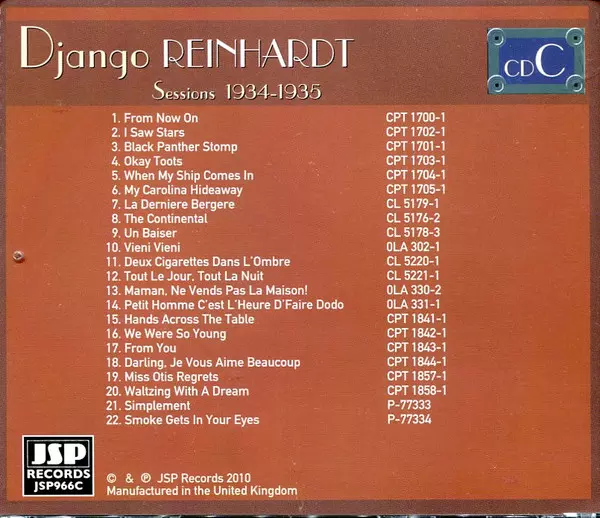 Django REINHARDT
Sessions 1934-1935
CD C
1. From Now On CPT 1700-1
2. I Saw Stars CPT 1702-1
3. Black Panther Stomp CPT 1701-1
4. Okay Toots CPT 1703-1
5. When My Ship Comes In CPT 1704-1
6. My Carolina Hideaway CPT 1705-1
7. La Derniere Bergere CL 5179-1
8. The Continental CL 5176-2
9. Un Baiser CL 5178-3
10. Vieni Vieni 0LA 302-1
11. Deux Cigarettes Dans L'Ombre CL 5220-1
12. Tout Le Jour, Tout La Nuit CL 5221-1
13. Maman, Ne Vends Pas La Maison! 0LA 330-2
14. Petit Homme C'est L'Heure D'Faire Dodo 0LA 331-1
15. Hands Across The Table CPT 1841-1
16. We Were So Young CPT 1842-1
17. From You CPT 1843-1
18. Darling, Je Vous Aime Beaucoup CPT 1844-1
19. Miss Otis Regrets CPT 1857-1
20. Waltzing With A Dream CPT 1858-1
21. Simplement P-77333
22. Smoke Gets In Your Eyes P-77334
JSP
RECORDS
JSP966C
© & ℗ JSP Records 2010
Manufactured in the United Kingdom